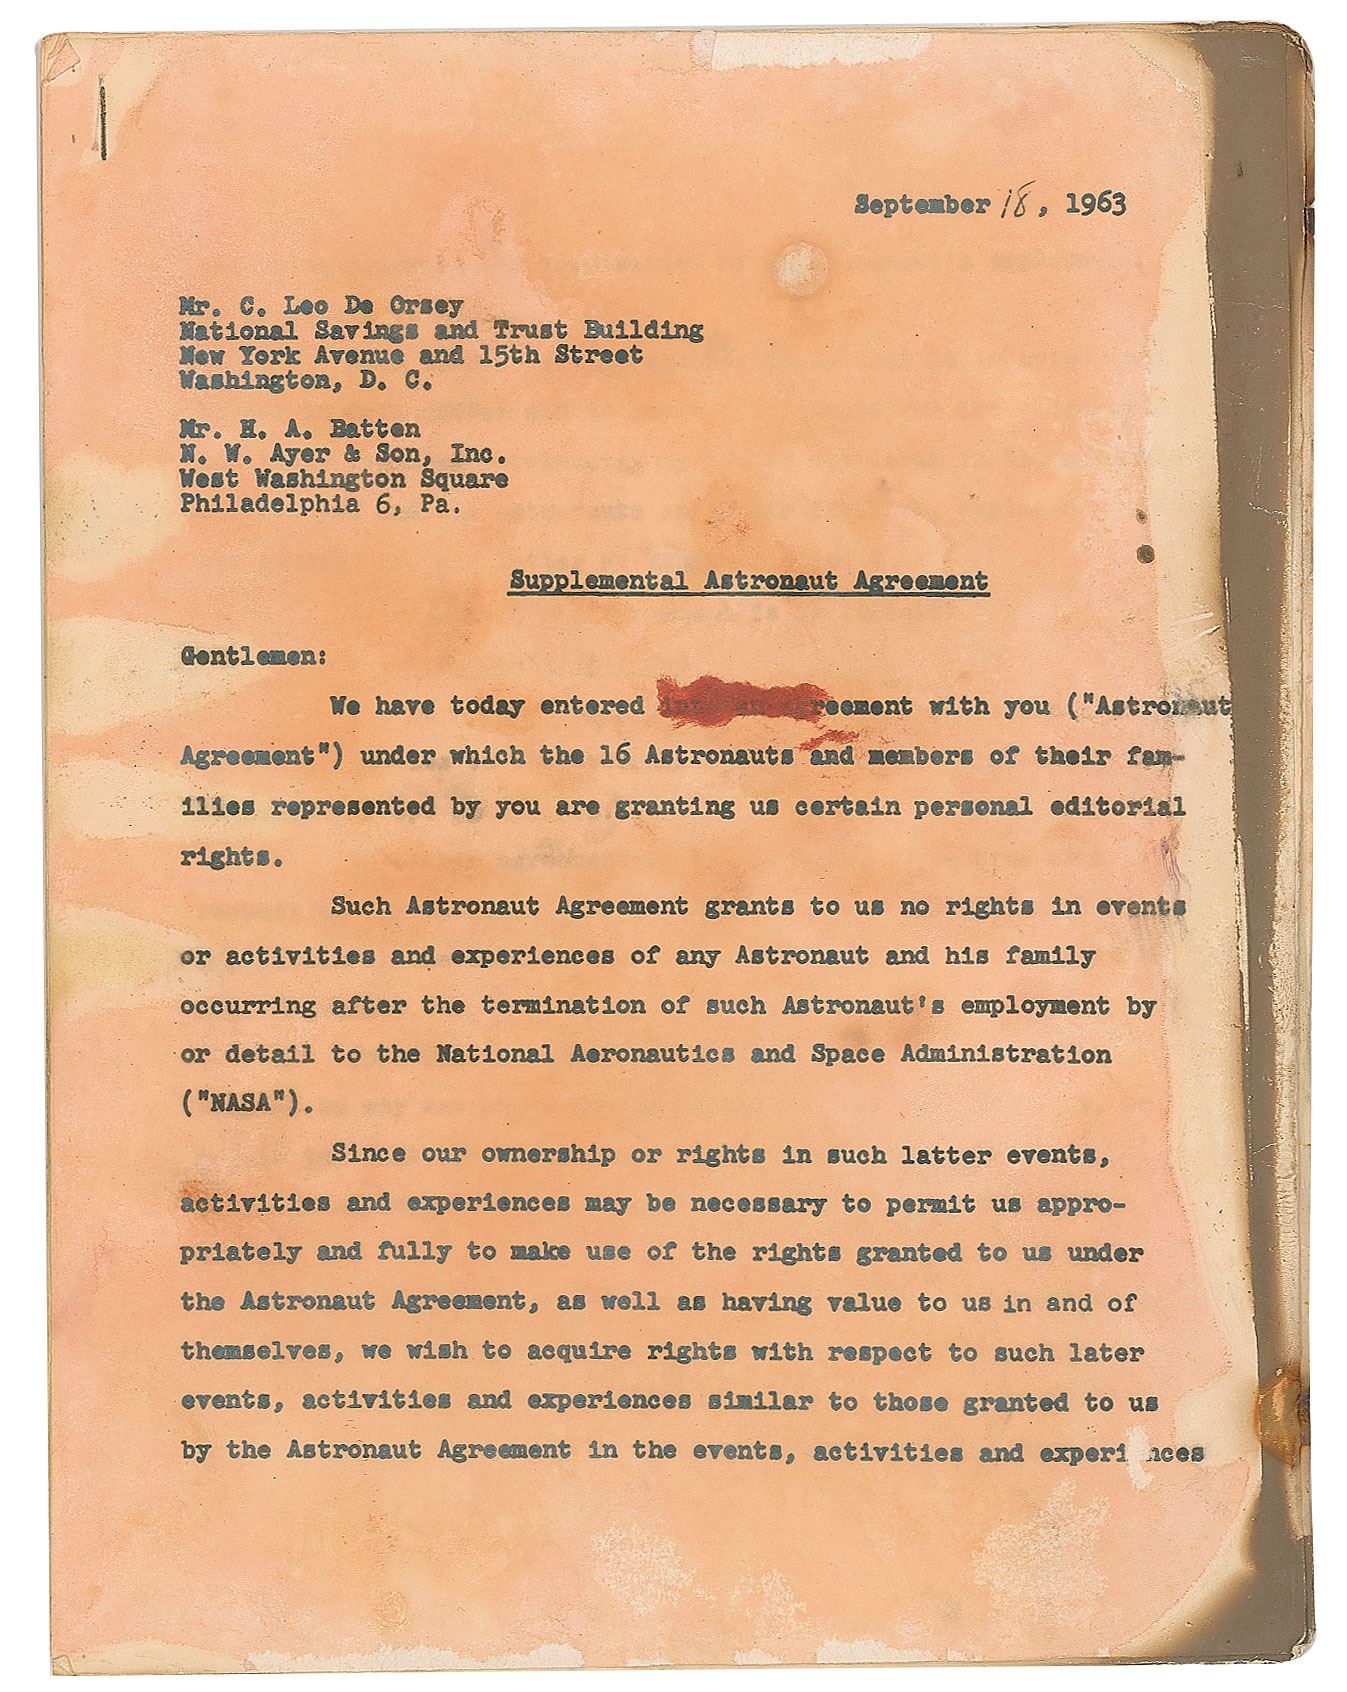 September 18, 1963
Mr. C. Leo De Orsey
National Savings and Trust Building
New York Avenue and 15th Street
Washington, D. C.
Mr. H. A. Batten
N. W. Ayer & Son, Inc.
West Washington Square
Philadelphia 6, Pa.
Supplemental Astronaut Agreement
Gentlemen:
We have today entered into an agreement with you ("Astronaut
Agreement") under which the 16 Astronauts and members of their fam-
ilies represented by you are granting us certain personal editorial
rights.
Such Astronaut Agreement grants to us no rights in events
or activities and experiences of any Astronaut and his family
occurring after the termination of such Astronaut's employment by
or detail to the National Aeronautics and Space Administration
("NASA").
Since our ownership or rights in such latter events,
activities and experiences may be necessary to permit us appro-
priately and fully to make use of the rights granted to us under
the Astronaut Agreement, as well as having value to us in and of
themselves, we wish to acquire rights with respect to such later
events, activities and experiences similar to those granted to us
by the Astronaut Agreement in the events, activities and experi nces